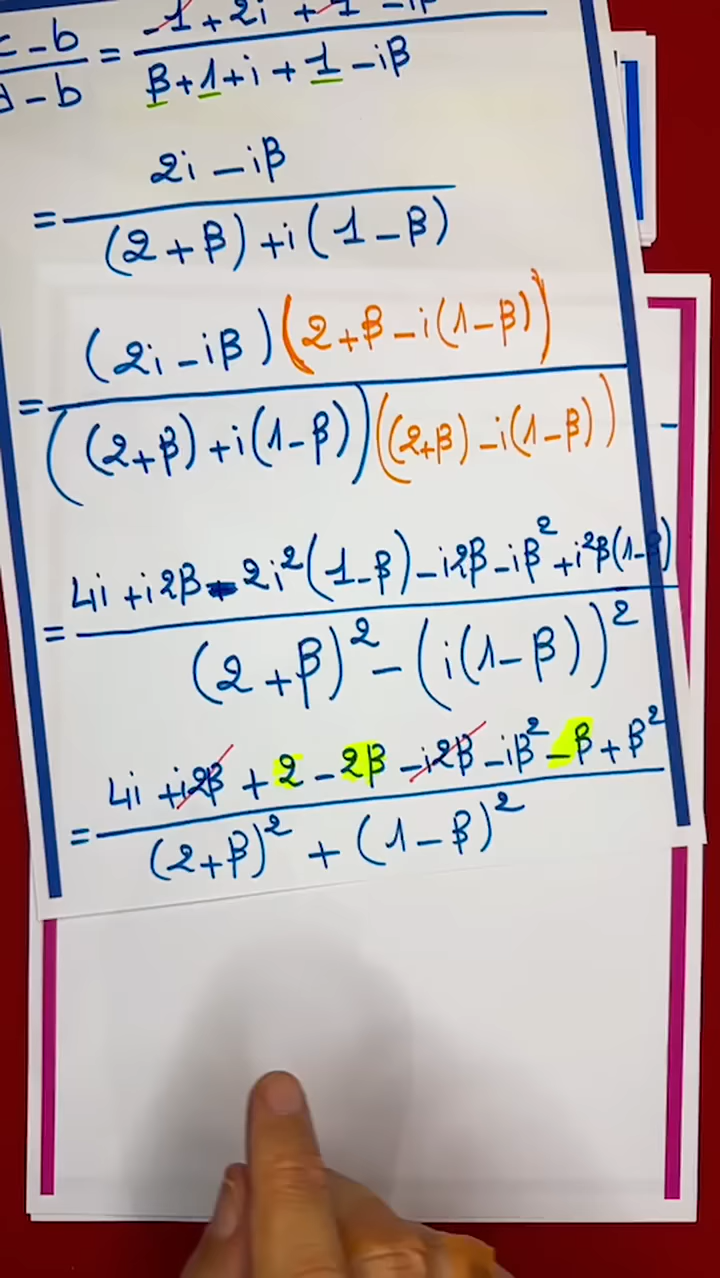 c-b/d-b = -1+2i+1-iβ / β+1+i+1-iβ
= 2i-iβ / (2+β)+i(1-β)
= (2i-iβ)(2+β-i(1-β)) / ((2+β)+i(1-β))((2+β)-i(1-β))
= 4i+i2β-2i²(1-β)-i2β-iβ²+i²β(1-β) / (2+β)²-(i(1-β))²
= 4i+i2β+2-2β-i2β-iβ²-β+β² / (2+β)²+(1-β)²